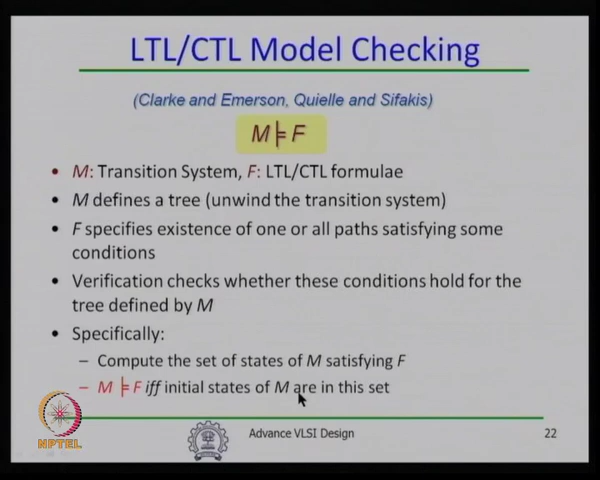 LTL/CTL Model Checking
(Clarke and Emerson, Quielle and Sifakis)
M ⊨ F
• M: Transition System, F: LTL/CTL formulae
• M defines a tree (unwind the transition system)
• F specifies existence of one or all paths satisfying some
conditions
• Verification checks whether these conditions hold for the
tree defined by M
• Specifically:
– Compute the set of states of M satisfying F
– M ⊨ F iff initial states of M are in this set
NPTEL
Advance VLSI Design
22